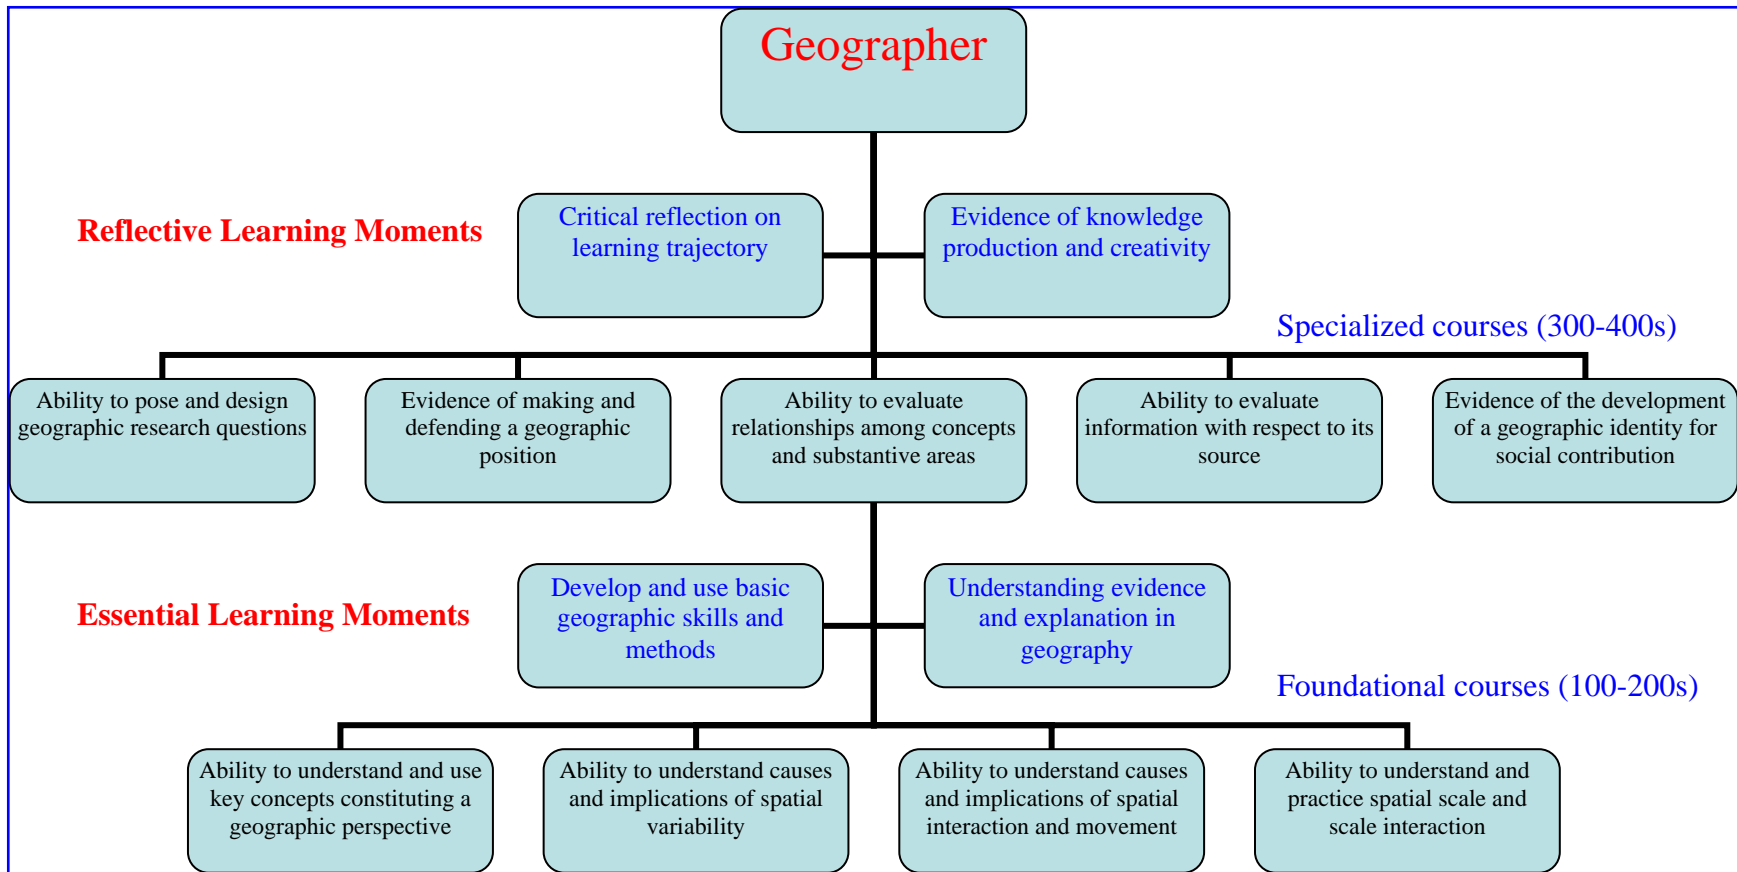 Geographer
Reflective Learning Moments
Critical reflection on
learning trajectory
Evidence of knowledge
production and creativity
Specialized courses (300-400s)
Ability to pose and design
geographic research questions
Evidence of making and
defending a geographic
position
Ability to evaluate
relationships among concepts
and substantive areas
Ability to evaluate
information with respect to its
source
Evidence of the development
of a geographic identity for
social contribution
Essential Learning Moments
Develop and use basic
geographic skills and
methods
Understanding evidence
and explanation in
geography
Foundational courses (100-200s)
Ability to understand and use
key concepts constituting a
geographic perspective
Ability to understand causes
and implications of spatial
variability
Ability to understand causes
and implications of spatial
interaction and movement
Ability to understand and
practice spatial scale and
scale interaction